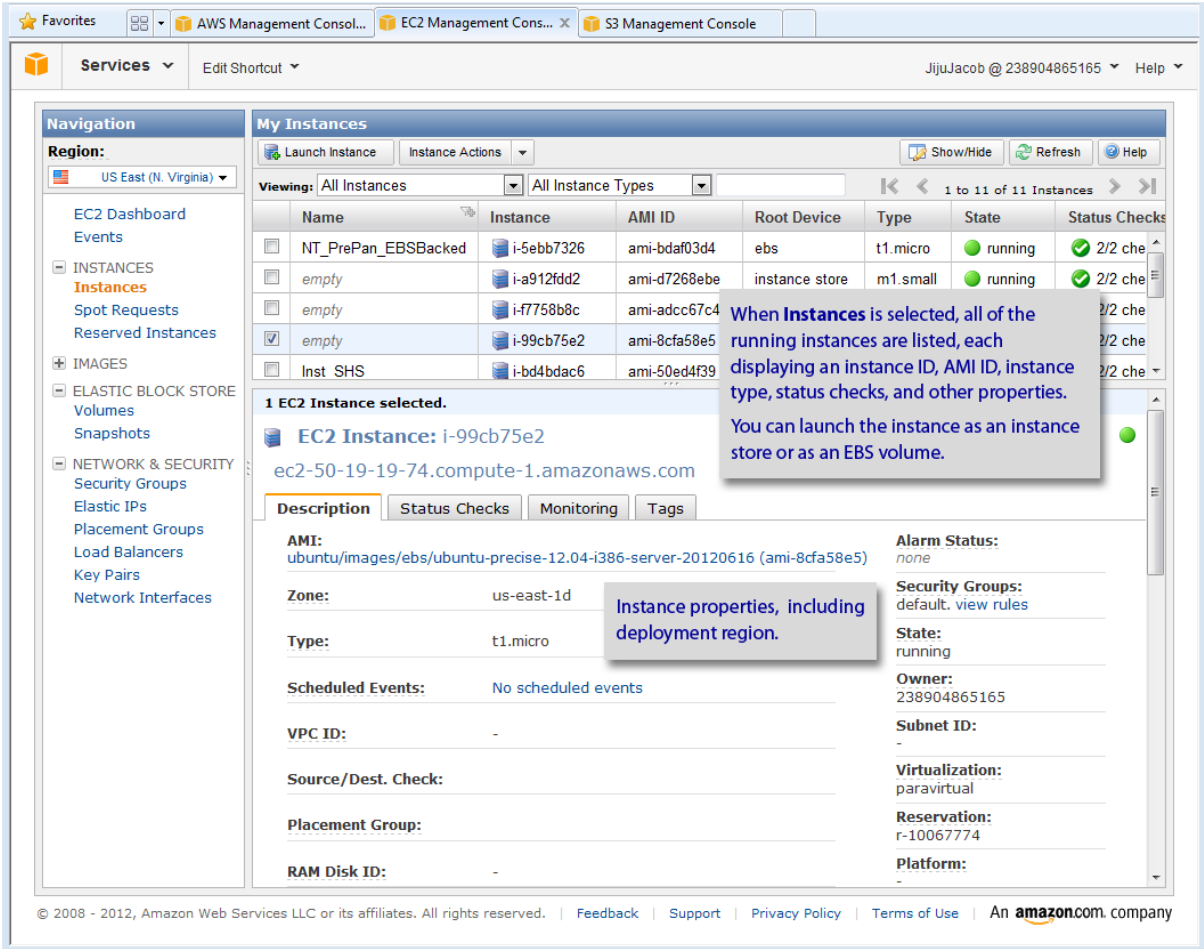 Favorites
AWS Management Consol...
EC2 Management Cons... X
S3 Management Console
Services
Edit Shortcut
JijuJacob @ 238904865165
Help
Navigation
Region:
US East (N. Virginia)
EC2 Dashboard
Events
INSTANCES
Instances
Spot Requests
Reserved Instances
IMAGES
ELASTIC BLOCK STORE
Volumes
Snapshots
NETWORK & SECURITY
Security Groups
Elastic IPs
Placement Groups
Load Balancers
Key Pairs
Network Interfaces
My Instances
Launch Instance Instance Actions Show/Hide Refresh Help
Viewing: All Instances All Instance Types 1 to 11 of 11 Instances
Name Instance AMI ID Root Device Type State Status Checks
NT_PrePan_EBSBacked i-5ebb7326 ami-bdaf03d4 ebs t1.micro running 2/2 che
empty i-a912fdd2 ami-d7268ebe instance store m1.small running 2/2 che
empty i-f7758b8c ami-adcc67c4 2/2 che
empty i-99cb75e2 ami-8cfa58e5 2/2 che
Inst_SHS i-bd4bdac6 ami-50ed4f39 2/2 che
When Instances is selected, all of the
running instances are listed, each
displaying an instance ID, AMI ID, instance
type, status checks, and other properties.
You can launch the instance as an instance
store or as an EBS volume.
1 EC2 Instance selected.
EC2 Instance: i-99cb75e2
ec2-50-19-19-74.compute-1.amazonaws.com
Description Status Checks Monitoring Tags
AMI:
ubuntu/images/ebs/ubuntu-precise-12.04-i386-server-20120616 (ami-8cfa58e5)
Zone: us-east-1d
Type: t1.micro
Scheduled Events: No scheduled events
VPC ID: -
Source/Dest. Check:
Placement Group:
RAM Disk ID: -
Instance properties, including
deployment region.
Alarm Status:
none
Security Groups:
default. view rules
State:
running
Owner:
238904865165
Subnet ID:
-
Virtualization:
paravirtual
Reservation:
r-10067774
Platform:
-
© 2008 - 2012, Amazon Web Services LLC or its affiliates. All rights reserved. | Feedback | Support | Privacy Policy | Terms of Use | An amazon.com. company